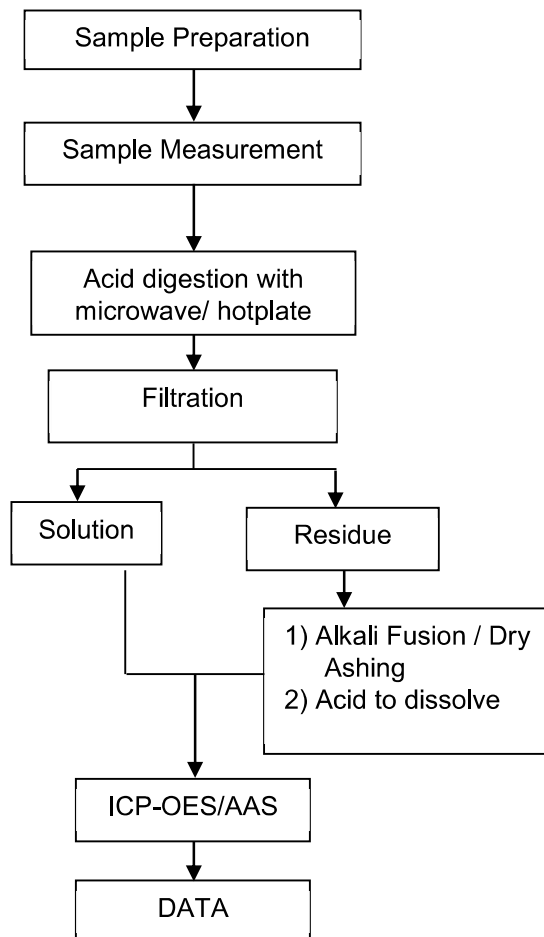 Sample Preparation
Sample Measurement
Acid digestion with
microwave/ hotplate
Filtration
Solution
Residue
1) Alkali Fusion / Dry
Ashing
2) Acid to dissolve
ICP-OES/AAS
DATA